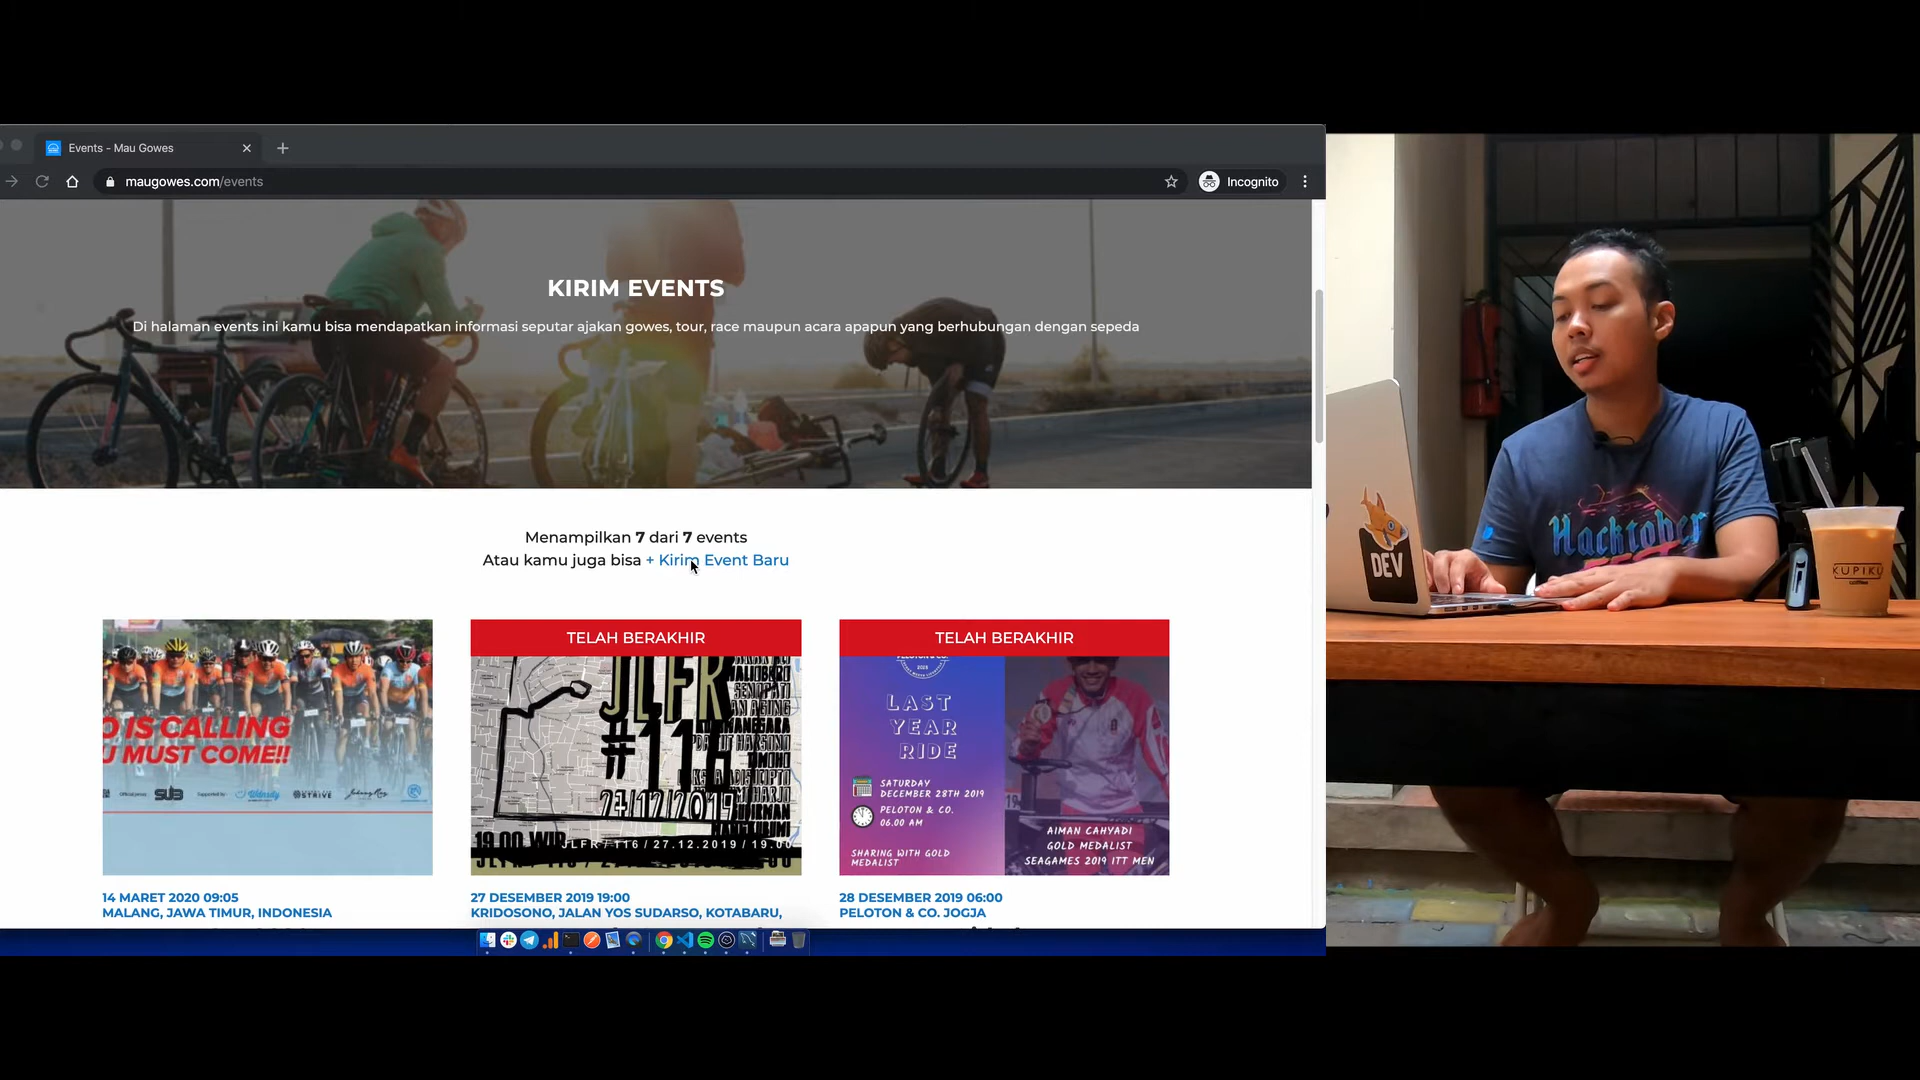 Events - Mau Gowes
maugowes.com/events
Incognito
KIRIM EVENTS
Di halaman events ini kamu bisa mendapatkan informasi seputar ajakan gowes, tour, race maupun acara apapun yang berhubungan dengan sepeda
Menampilkan 7 dari 7 events
Atau kamu juga bisa + Kirim Event Baru
O IS CALLING
U MUST COME!!
Official jersey
SUB
Supported by
STRIVE
TELAH BERAKHIR
JLFR
#116
27/12/2019
19.00 WIB
JLFR / 116 / 27.12.2019 / 19.00
TELAH BERAKHIR
LAST
YEAR
RIDE
SATURDAY
DECEMBER 28TH 2019
PELOTON & CO.
06.00 AM
SHARING WITH GOLD
MEDALIST
AIMAN CAHYADI
GOLD MEDALIST
SEAGAMES 2019 ITT MEN
14 MARET 2020 09:05
MALANG, JAWA TIMUR, INDONESIA
27 DESEMBER 2019 19:00
KRIDOSONO, JALAN YOS SUDARSO, KOTABARU,
28 DESEMBER 2019 06:00
PELOTON & CO. JOGJA
DEV
Hacktober
KUPIKU